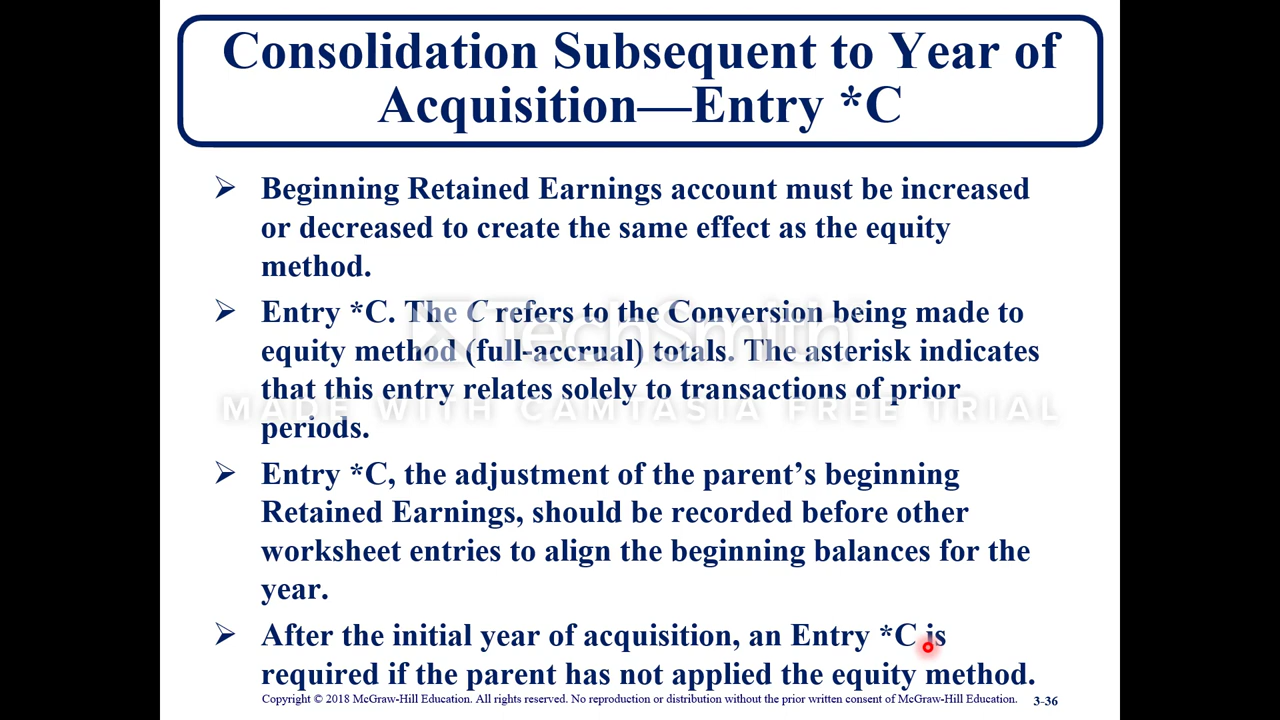 Consolidation Subsequent to Year of
Acquisition—Entry *C
➢ Beginning Retained Earnings account must be increased
or decreased to create the same effect as the equity
method.
➢ Entry *C. The C refers to the Conversion being made to
equity method (full-accrual) totals. The asterisk indicates
that this entry relates solely to transactions of prior
periods.
TechSmith
MADE WITH CAMTASIA FREE TRIAL
➢ Entry *C, the adjustment of the parent’s beginning
Retained Earnings, should be recorded before other
worksheet entries to align the beginning balances for the
year.
➢ After the initial year of acquisition, an Entry *C is
required if the parent has not applied the equity method.
Copyright © 2018 McGraw-Hill Education. All rights reserved. No reproduction or distribution without the prior written consent of McGraw-Hill Education.
3-36